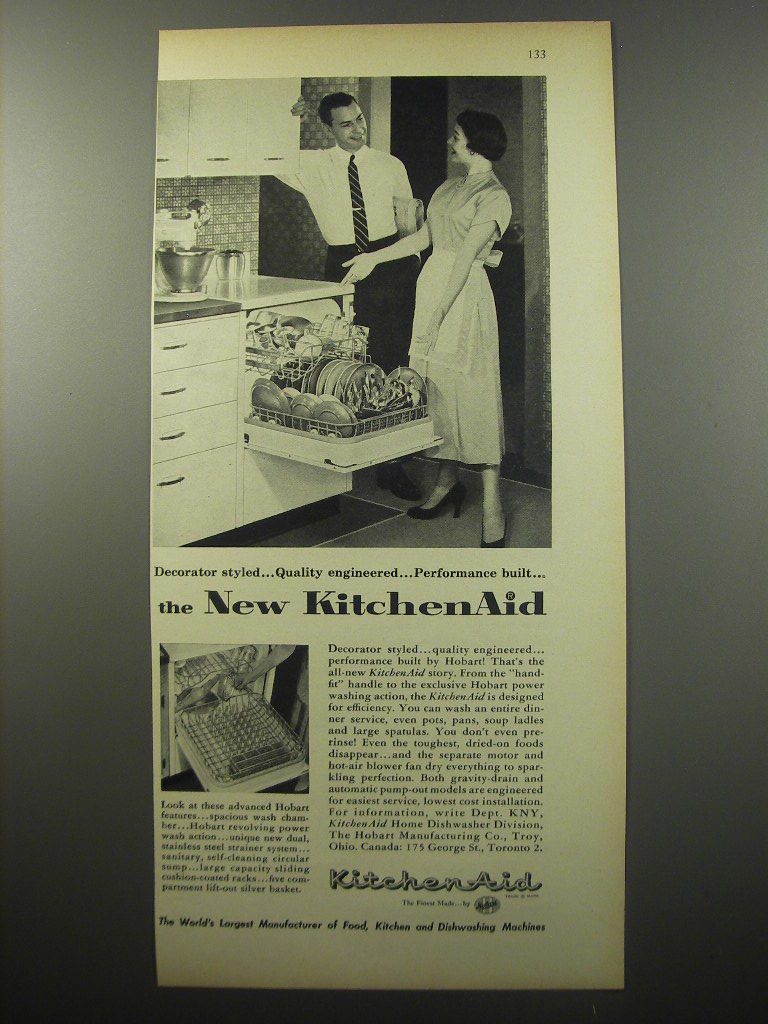 133
Decorator styled...Quality engineered...Performance built...
the New KitchenAid®
Decorator styled...quality engineered...
performance built by Hobart! That's the
all-new KitchenAid story. From the "hand-
fit" handle to the exclusive Hobart power
washing action, the KitchenAid is designed
for efficiency. You can wash an entire din-
ner service, even pots, pans, soup ladles
and large spatulas. You don't even pre-
rinse! Even the toughest, dried-on foods
disappear...and the separate motor and
hot-air blower fan dry everything to spar-
kling perfection. Both gravity-drain and
automatic pump-out models are engineered
for easiest service, lowest cost installation.
For information, write Dept. KNY,
KitchenAid Home Dishwasher Division,
The Hobart Manufacturing Co., Troy,
Ohio. Canada: 175 George St., Toronto 2.
Look at these advanced Hobart
features...spacious wash cham-
ber...Hobart revolving power
wash action...unique new dual,
stainless steel strainer system...
sanitary, self-cleaning circular
sump...large capacity sliding
cushion-coated racks...five com-
partment lift-out silver basket.
KitchenAid
The Finest Made...by Hobart
The World's Largest Manufacturer of Food, Kitchen and Dishwashing Machines